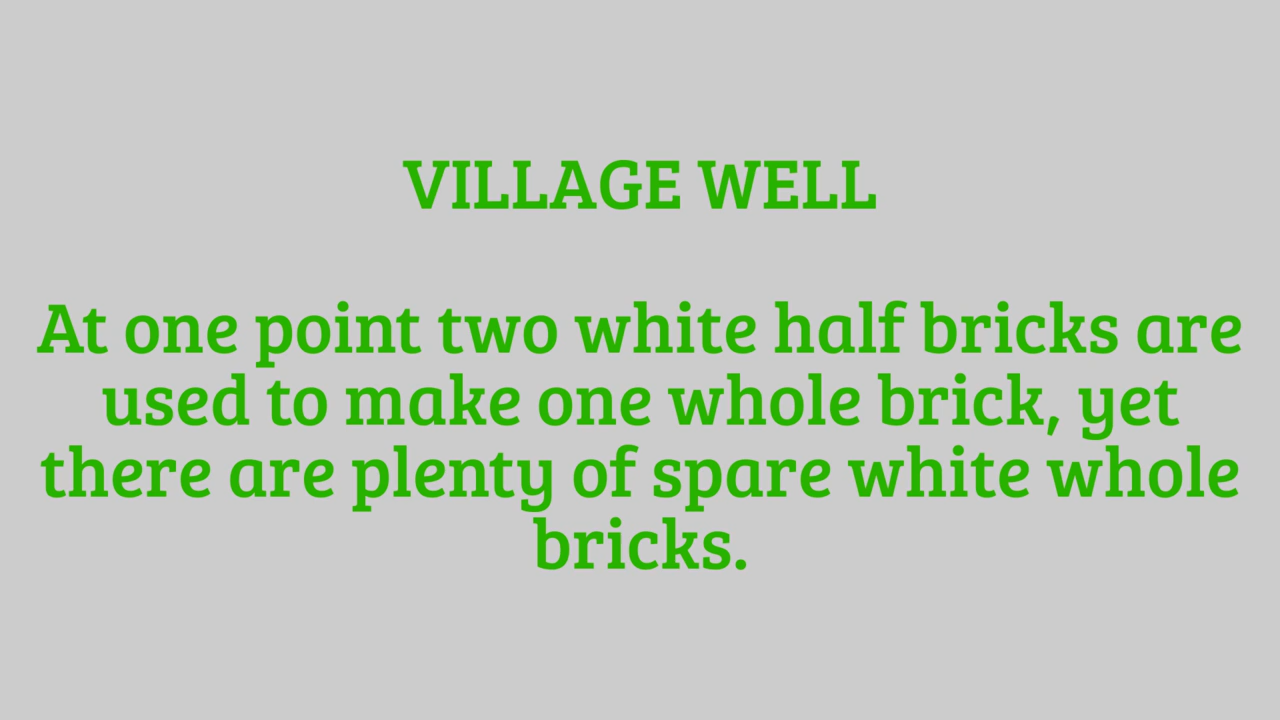 VILLAGE WELL
At one point two white half bricks are
used to make one whole brick, yet
there are plenty of spare white whole
bricks.